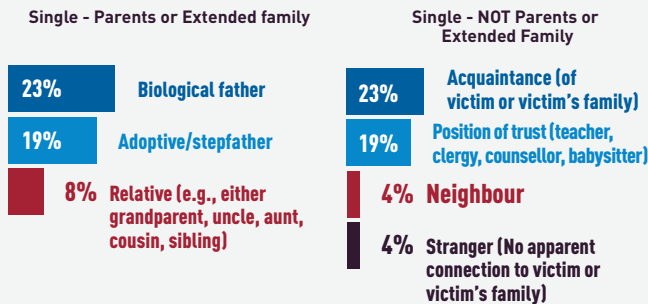 Single - Parents or Extended family
23%
Biological father
19%
Adoptive/stepfather
8%
Relative (e.g., either
grandparent, uncle, aunt,
cousin, sibling)
Single - NOT Parents or
Extended Family
23%
Acquaintance (of
victim or victim's family)
19%
Position of trust (teacher,
clergy, counsellor, babysitter)
4%
Neighbour
4%
Stranger (No apparent
connection to victim or
victim's family)